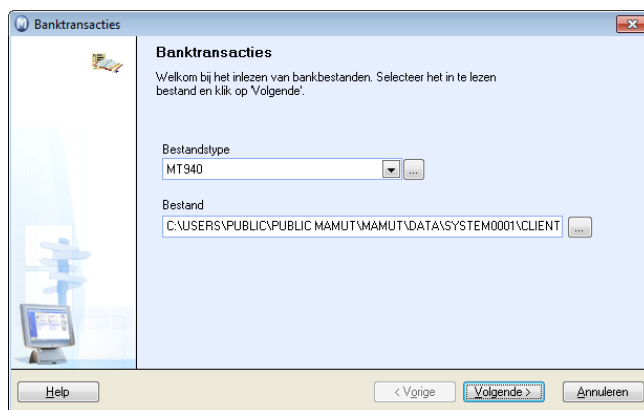 Banktransacties
Banktransacties
Welkom bij het inlezen van bankbestanden. Selecteer het in te lezen
bestand en klik op 'Volgende'.
Bestandstype
MT940
...
Bestand
C:\USERS\PUBLIC\PUBLIC MAMUT\MAMUT\DATA\SYSTEM0001\CLIENT
...
Help
< Vorige
Volgende >
Annuleren